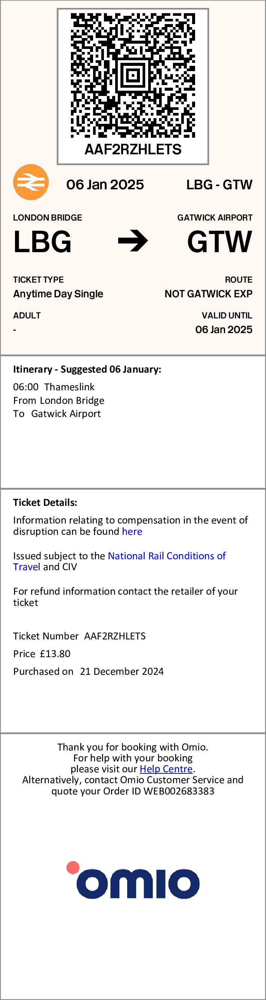 AAF2RZHLETS
06 Jan 2025 LBG - GTW
LONDON BRIDGE GATWICK AIRPORT
LBG → GTW
TICKET TYPE ROUTE
Anytime Day Single NOT GATWICK EXP
ADULT VALID UNTIL
- 06 Jan 2025
Itinerary - Suggested 06 January:
06:00 Thameslink
From London Bridge
To Gatwick Airport
Ticket Details:
Information relating to compensation in the event of
disruption can be found here
Issued subject to the National Rail Conditions of
Travel and CIV
For refund information contact the retailer of your
ticket
Ticket Number AAF2RZHLETS
Price £13.80
Purchased on 21 December 2024
Thank you for booking with Omio.
For help with your booking
please visit our Help Centre.
Alternatively, contact Omio Customer Service and
quote your Order ID WEB002683383
omio